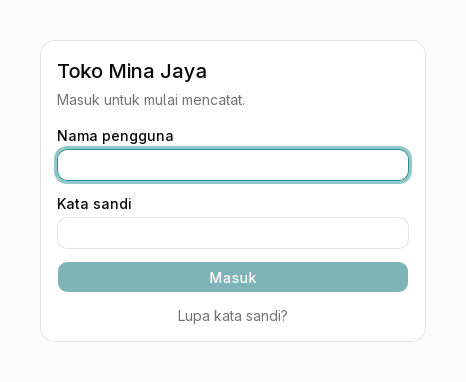 Toko Mina Jaya
Masuk untuk mulai mencatat.
Nama pengguna
Kata sandi
Masuk
Lupa kata sandi?